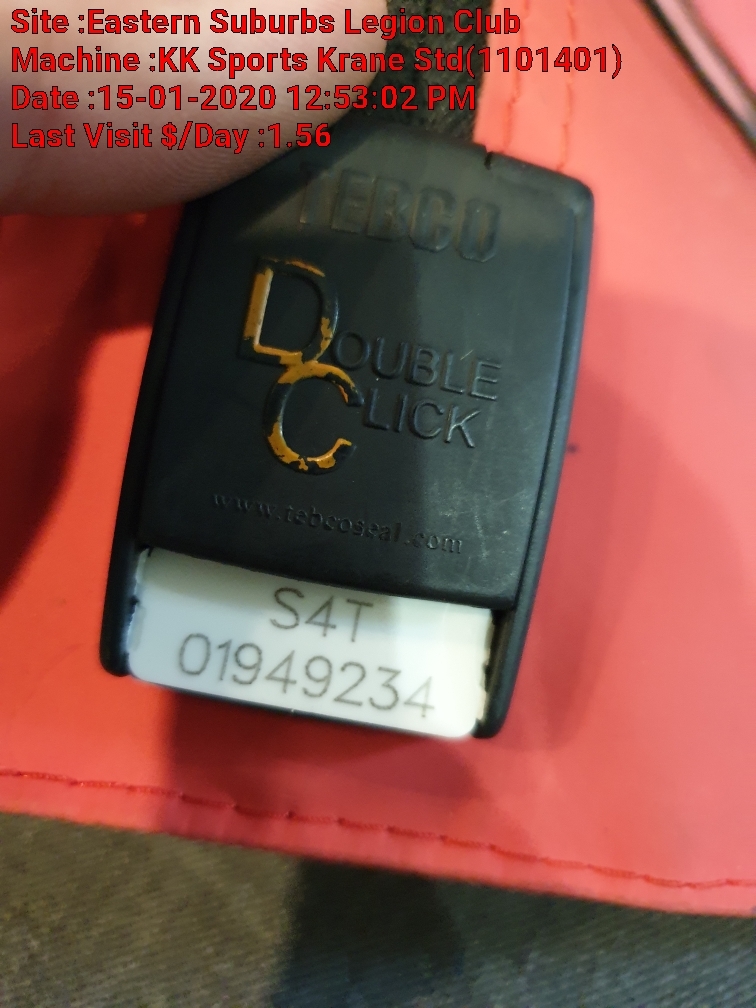 Site :Eastern Suburbs Legion Club
Machine :KK Sports Krane Std(1101401)
Date :15-01-2020 12:53:02 PM
Last Visit $/Day :1.56
TEBCO
DOUBLE
CLICK
www.tebcoseal.com
S4T
01949234